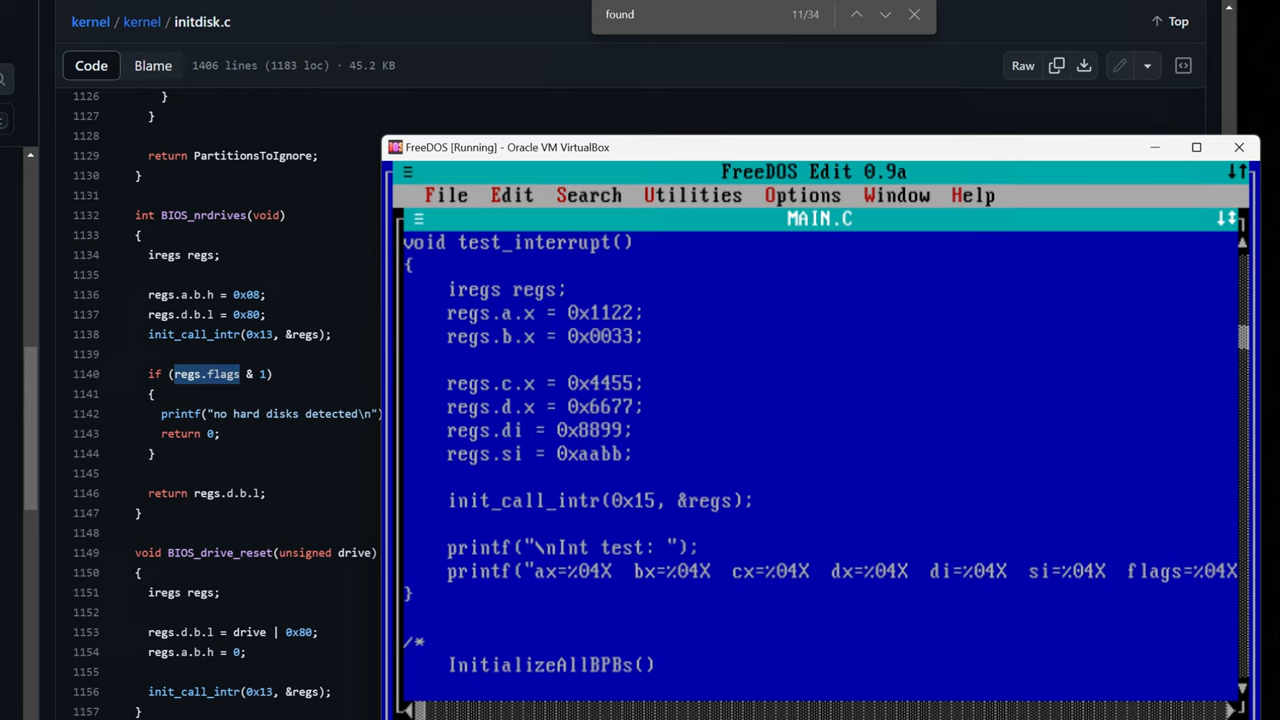 kernel / kernel / initdisk.c
found 11/34
Top
Code Blame 1406 lines (1183 loc) · 45.2 KB
Raw
1126 }
1127 }
1128
1129 return PartitionsToIgnore;
1130 }
1131
1132 int BIOS_nrdrives(void)
1133 {
1134 iregs regs;
1135
1136 regs.a.b.h = 0x08;
1137 regs.d.b.l = 0x80;
1138 init_call_intr(0x13, &regs);
1139
1140 if (regs.flags & 1)
1141 {
1142 printf("no hard disks detected\n")
1143 return 0;
1144 }
1145
1146 return regs.d.b.l;
1147 }
1148
1149 void BIOS_drive_reset(unsigned drive)
1150 {
1151 iregs regs;
1152
1153 regs.d.b.l = drive | 0x80;
1154 regs.a.b.h = 0;
1155
1156 init_call_intr(0x13, &regs);
1157 }
FreeDOS [Running] - Oracle VM VirtualBox
FreeDOS Edit 0.9a
File Edit Search Utilities Options Window Help
MAIN.C
void test_interrupt()
{
iregs regs;
regs.a.x = 0x1122;
regs.b.x = 0x0033;
regs.c.x = 0x4455;
regs.d.x = 0x6677;
regs.di = 0x8899;
regs.si = 0xaabb;
init_call_intr(0x15, &regs);
printf("\nInt test: ");
printf("ax=%04X bx=%04X cx=%04X dx=%04X di=%04X si=%04X flags=%04X
}
/*
InitializeAllBPBs()